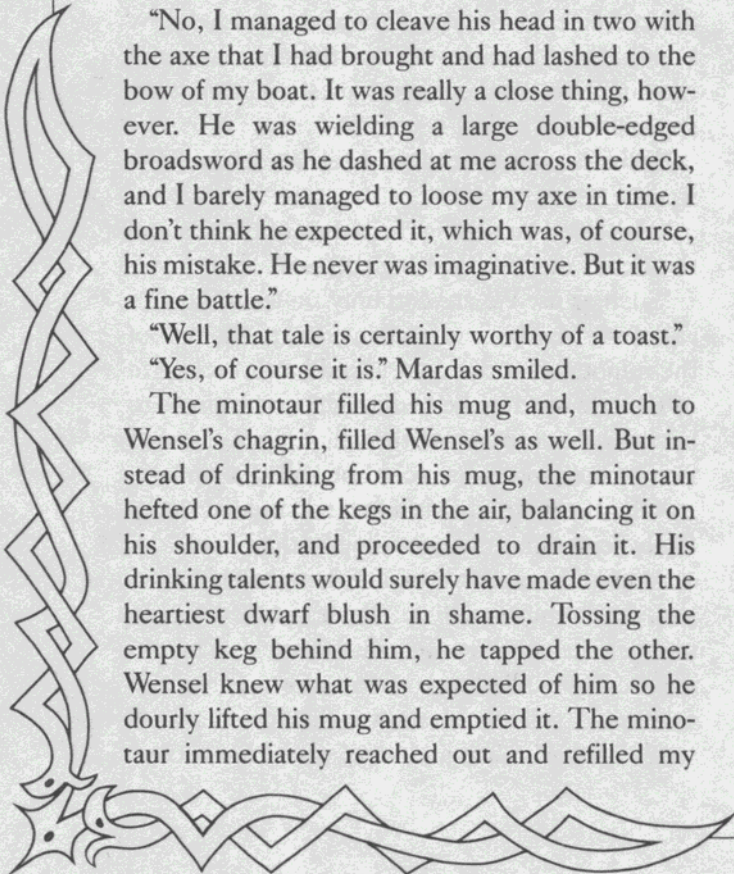 “No, I managed to cleave his head in two with
the axe that I had brought and had lashed to the
bow of my boat. It was really a close thing, how-
ever. He was wielding a large double-edged
broadsword as he dashed at me across the deck,
and I barely managed to loose my axe in time. I
don’t think he expected it, which was, of course,
his mistake. He never was imaginative. But it was
a fine battle.”
“Well, that tale is certainly worthy of a toast.”
“Yes, of course it is.” Mardas smiled.
The minotaur filled his mug and, much to
Wensel’s chagrin, filled Wensel’s as well. But in-
stead of drinking from his mug, the minotaur
hefted one of the kegs in the air, balancing it on
his shoulder, and proceeded to drain it. His
drinking talents would surely have made even the
heartiest dwarf blush in shame. Tossing the
empty keg behind him, he tapped the other.
Wensel knew what was expected of him so he
dourly lifted his mug and emptied it. The mino-
taur immediately reached out and refilled my